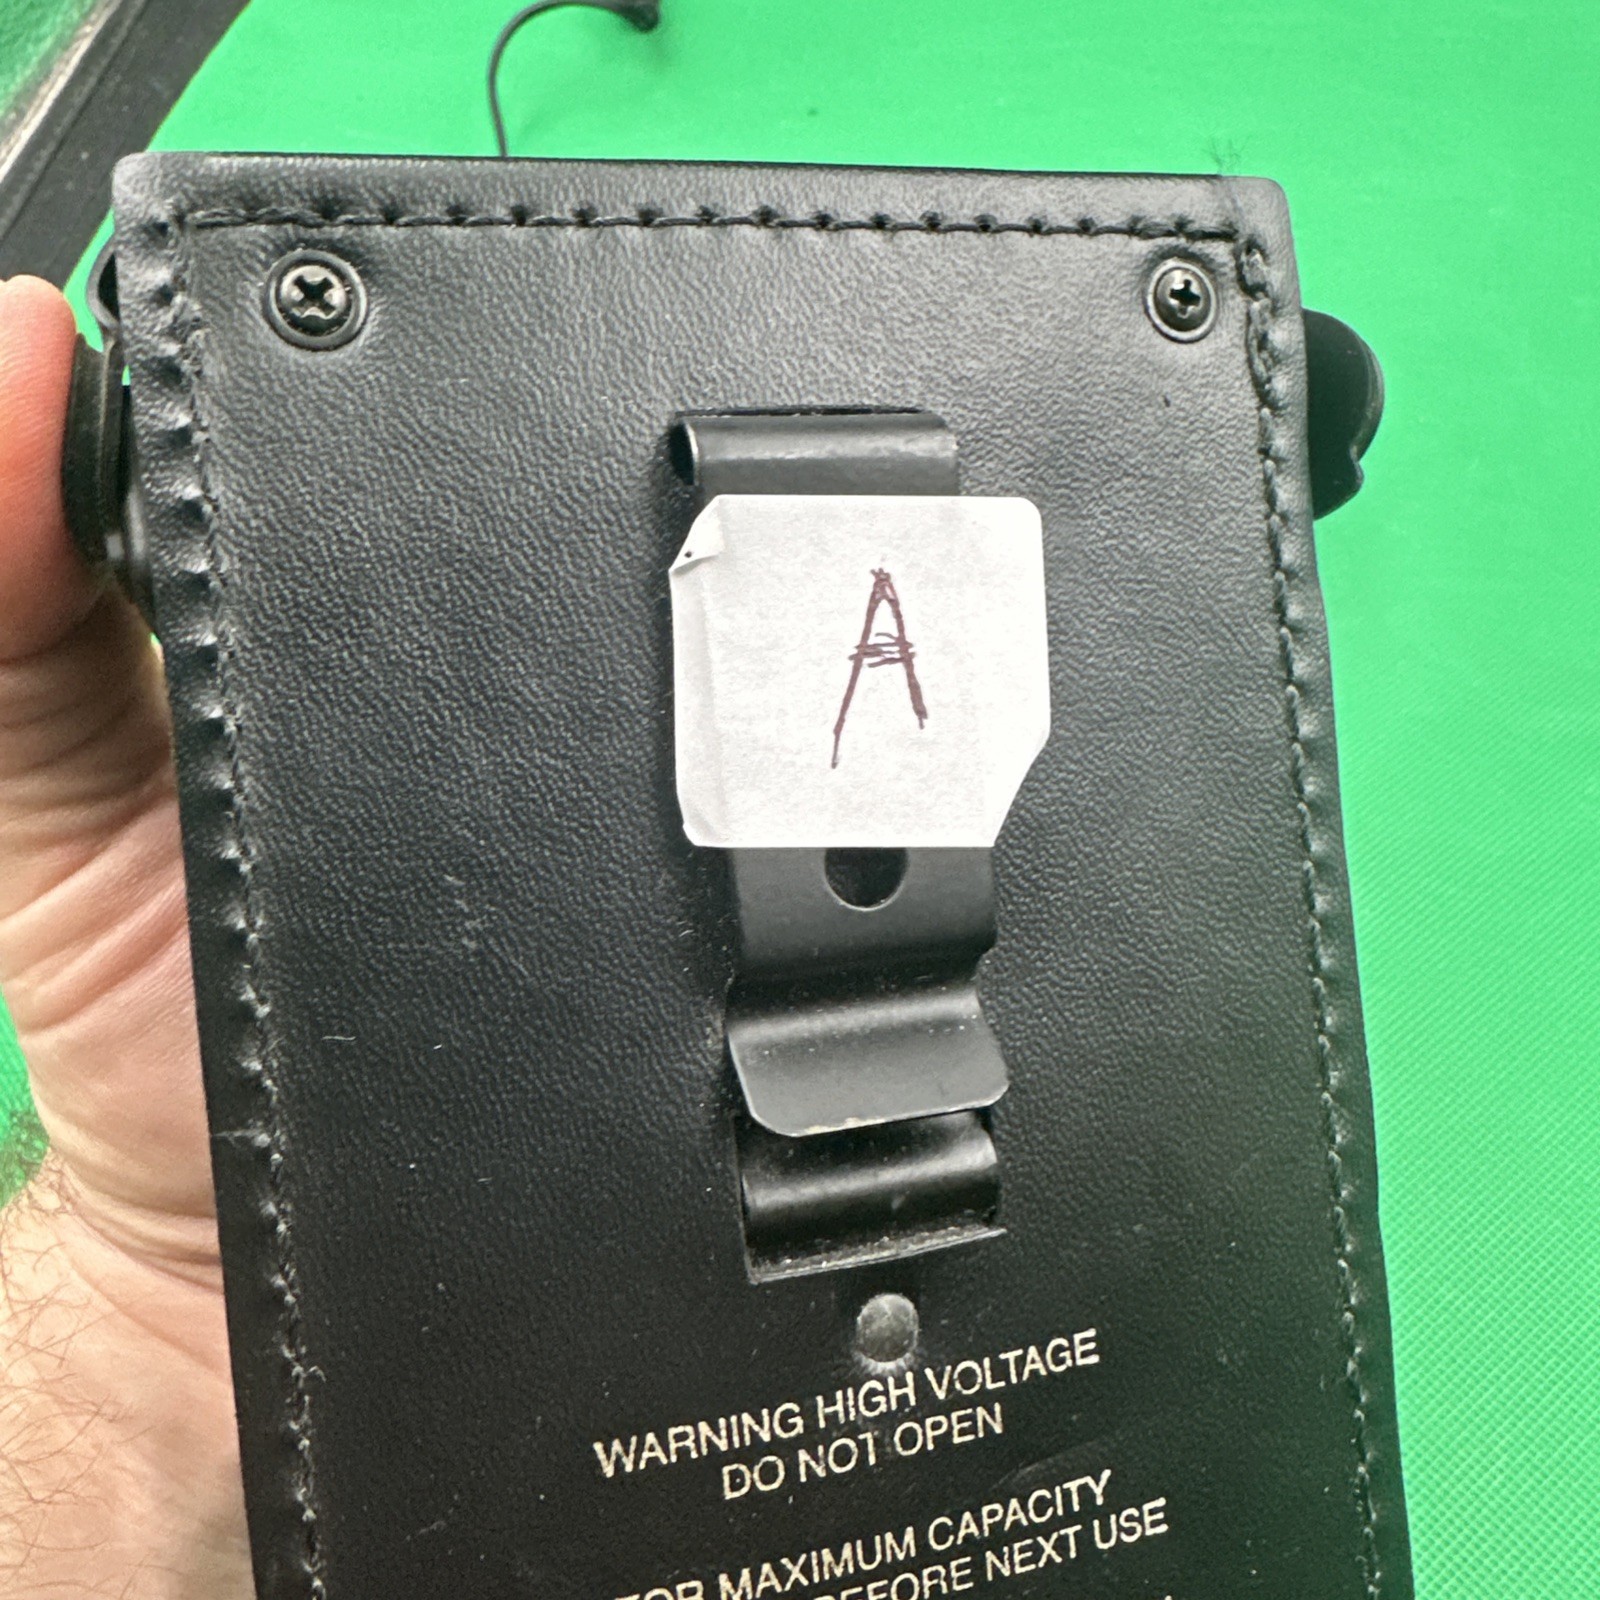 A
WARNING HIGH VOLTAGE
DO NOT OPEN
FOR MAXIMUM CAPACITY
BEFORE NEXT USE